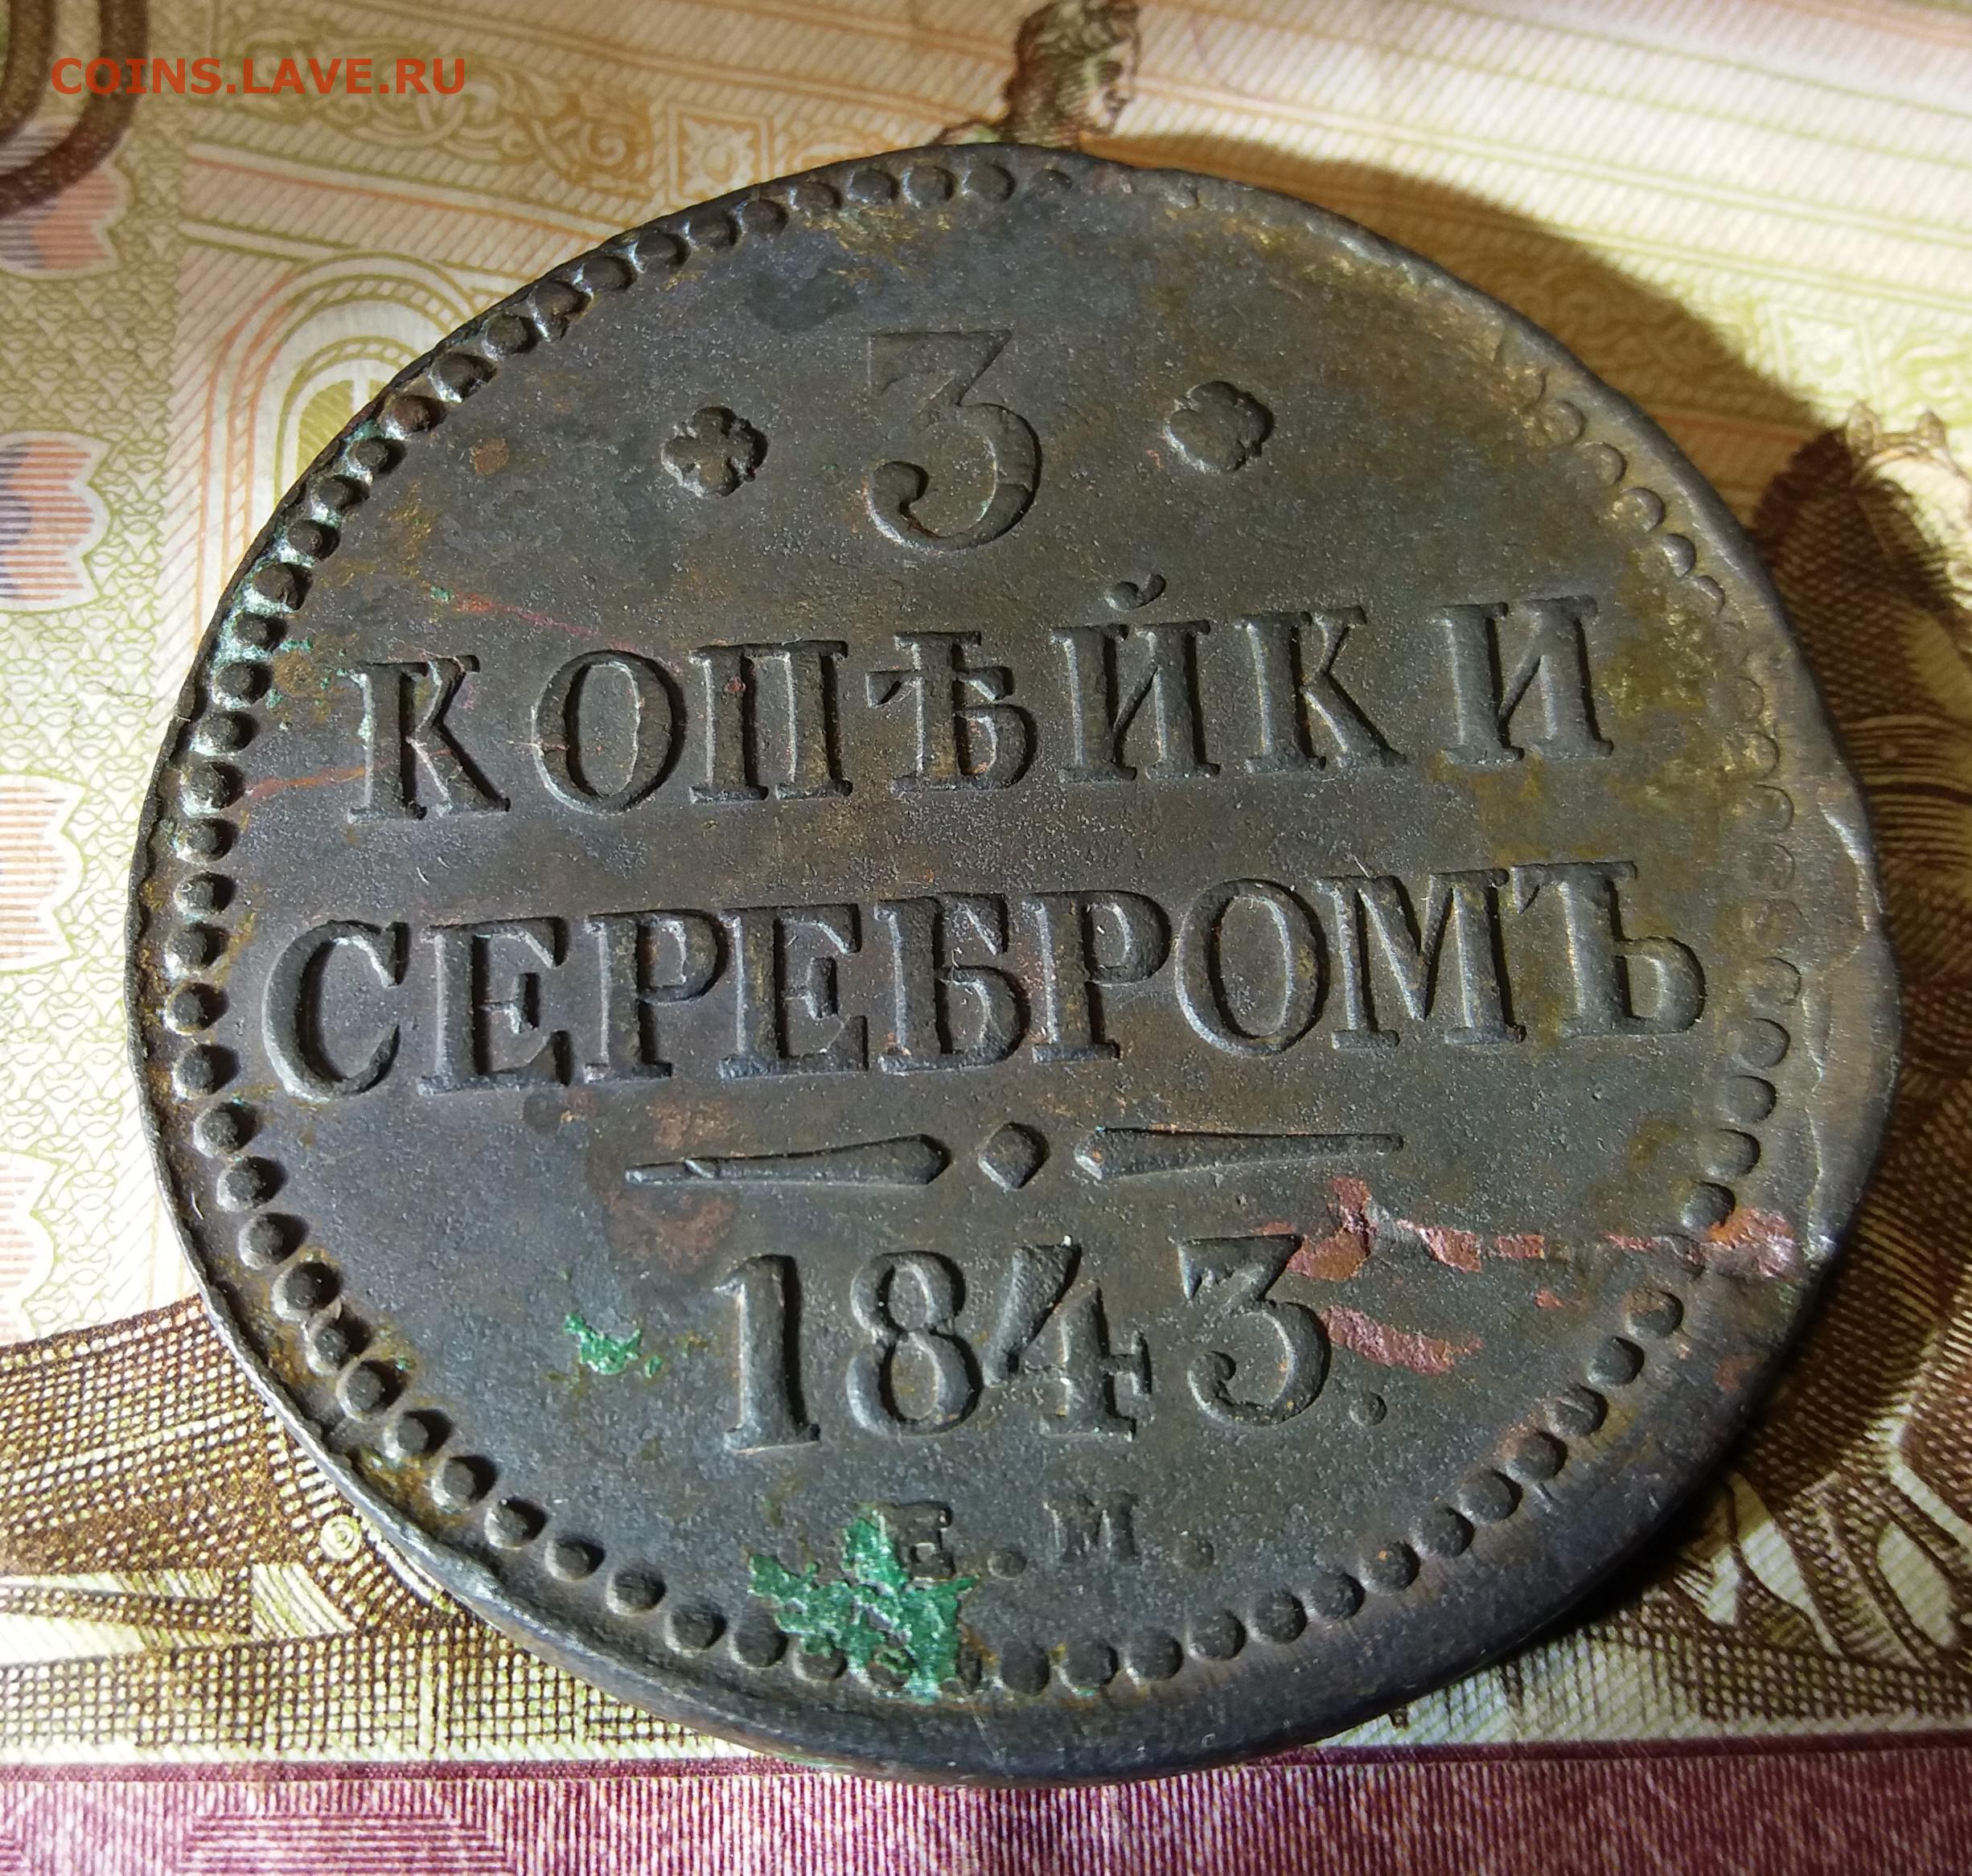 COINS.LAVE.RU
3
КОПѢЙКИ
СЕРЕБРОМЪ
1843.
Е.М.